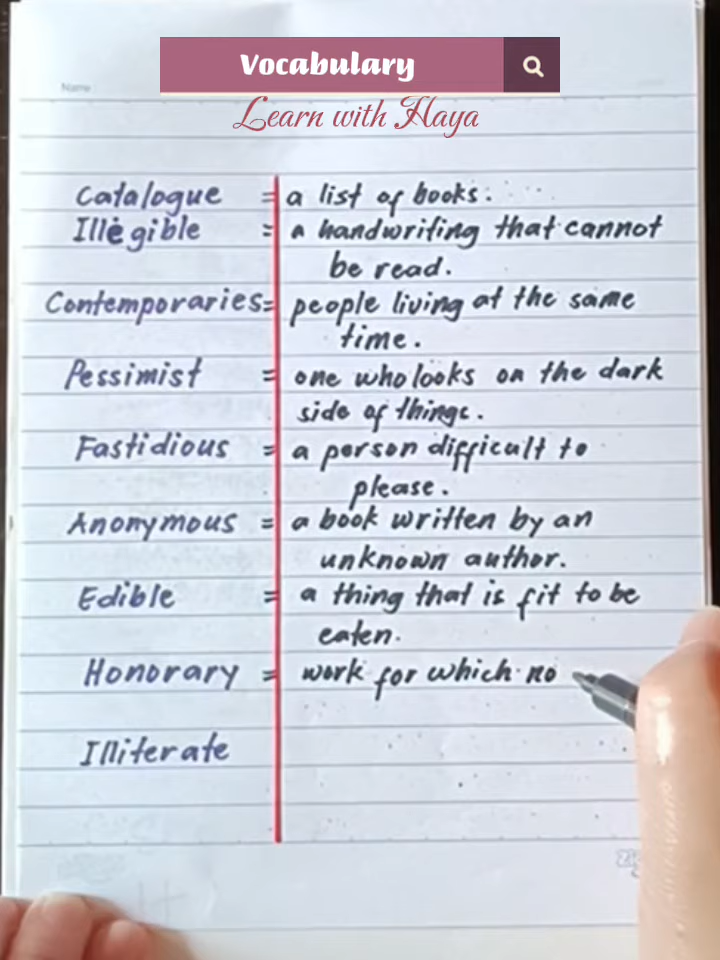 Vocabulary
Learn with Haya
Name
Catalogue = a list of books.
Illegible = a handwriting that cannot
be read.
Contemporaries = people living at the same
time.
Pessimist = one who looks on the dark
side of things.
Fastidious = a person difficult to
please.
Anonymous = a book written by an
unknown author.
Edible = a thing that is fit to be
eaten.
Honorary = work for which no
Illiterate